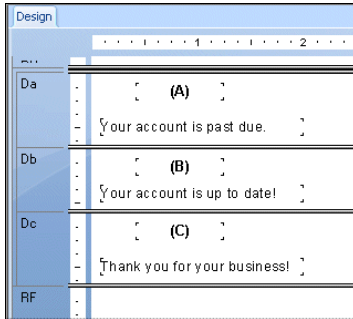 Design
1 2
Da
(A)
Your account is past due.
Db
(B)
Your account is up to date!
Dc
(C)
Thank you for your business!
RF